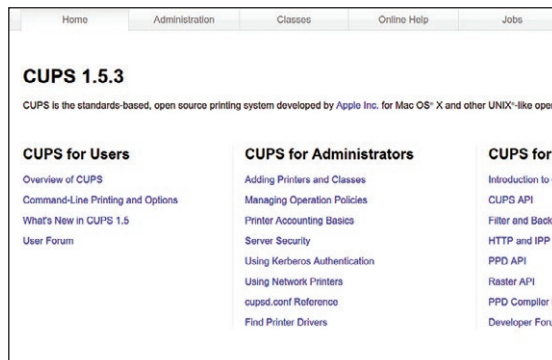 Home Administration Classes Online Help Jobs
CUPS 1.5.3
CUPS is the standards-based, open source printing system developed by Apple Inc. for Mac OS® X and other UNIX®-like oper
CUPS for Users
Overview of CUPS
Command-Line Printing and Options
What's New in CUPS 1.5
User Forum
CUPS for Administrators
Adding Printers and Classes
Managing Operation Policies
Printer Accounting Basics
Server Security
Using Kerberos Authentication
Using Network Printers
cupsd.conf Reference
Find Printer Drivers
CUPS for
Introduction to
CUPS API
Filter and Back
HTTP and IPP
PPD API
Raster API
PPD Compiler
Developer Foru